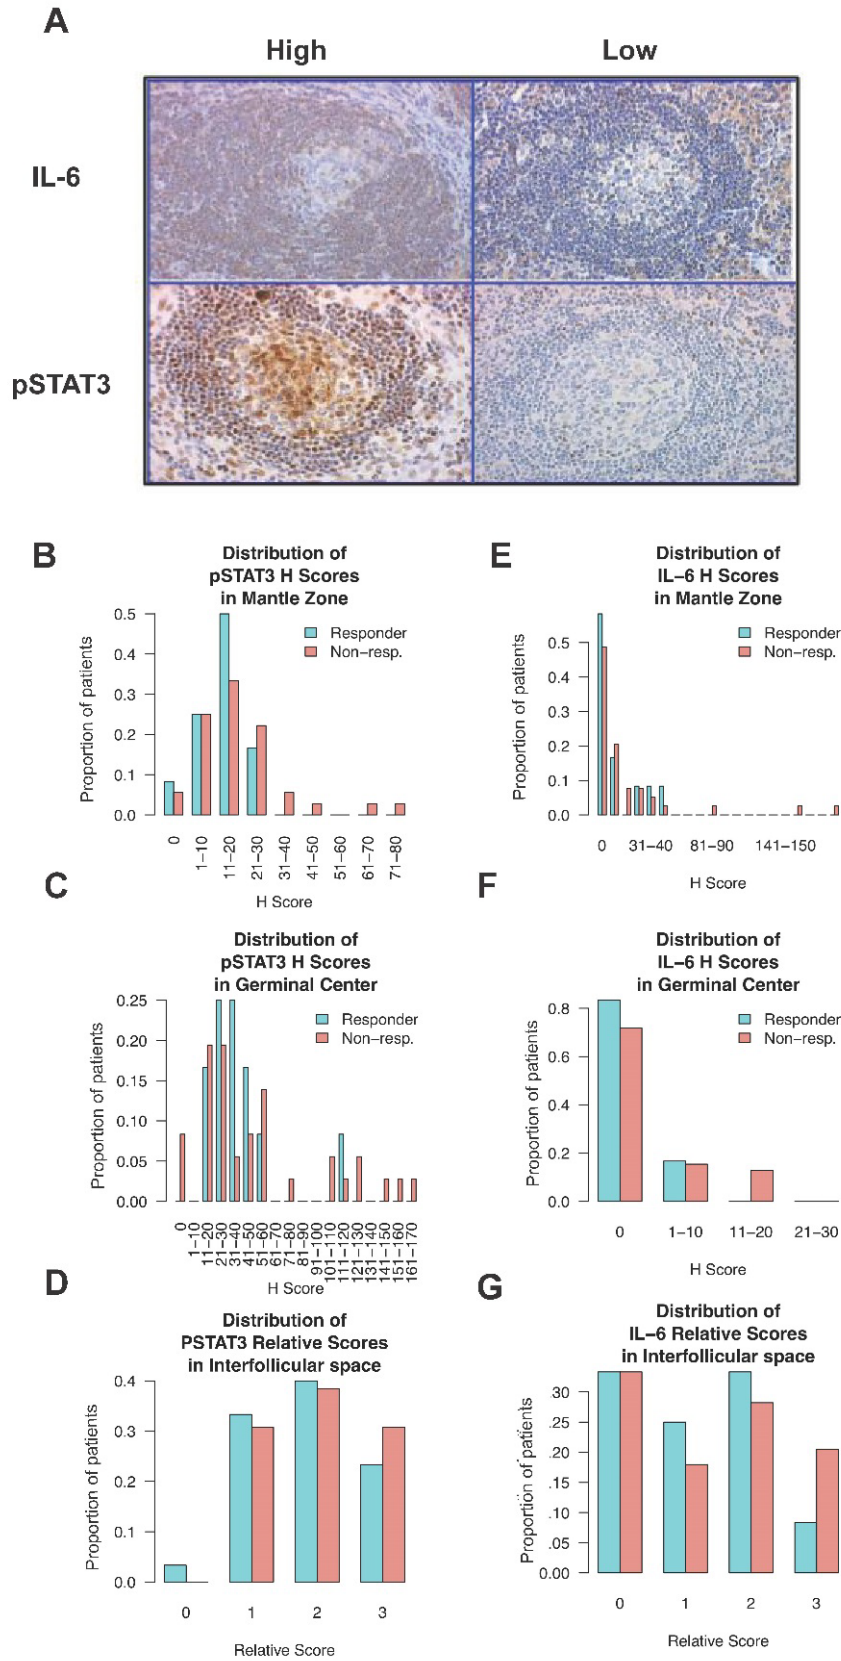 A
High
Low
IL-6
pSTAT3
B
Distribution of
pSTAT3 H Scores
in Mantle Zone
Responder
Non-resp.
Proportion of patients
0.5
0.4
0.3
0.2
0.1
0.0
0
1-10
11-20
21-30
31-40
41-50
51-60
61-70
71-80
H Score
E
Distribution of
IL-6 H Scores
in Mantle Zone
Responder
Non-resp.
Proportion of patients
0.5
0.4
0.3
0.2
0.1
0.0
0
31-40
81-90
141-150
H Score
C
Distribution of
pSTAT3 H Scores
in Germinal Center
Responder
Non-resp.
Proportion of patients
0.25
0.20
0.15
0.10
0.05
0.00
0
1-10
11-20
21-30
31-40
41-50
51-60
61-70
71-80
81-90
91-100
101-110
111-120
121-130
131-140
141-150
151-160
161-170
H Score
F
Distribution of
IL-6 H Scores
in Germinal Center
Responder
Non-resp.
Proportion of patients
0.8
0.6
0.4
0.2
0.0
0
1-10
11-20
21-30
H Score
D
Distribution of
PSTAT3 Relative Scores
in Interfollicular space
Proportion of patients
0.4
0.3
0.2
0.1
0.0
0
1
2
3
Relative Score
G
Distribution of
IL-6 Relative Scores
in Interfollicular space
Proportion of patients
.30
.25
.20
.15
.10
.05
0.00
0
1
2
3
Relative Score